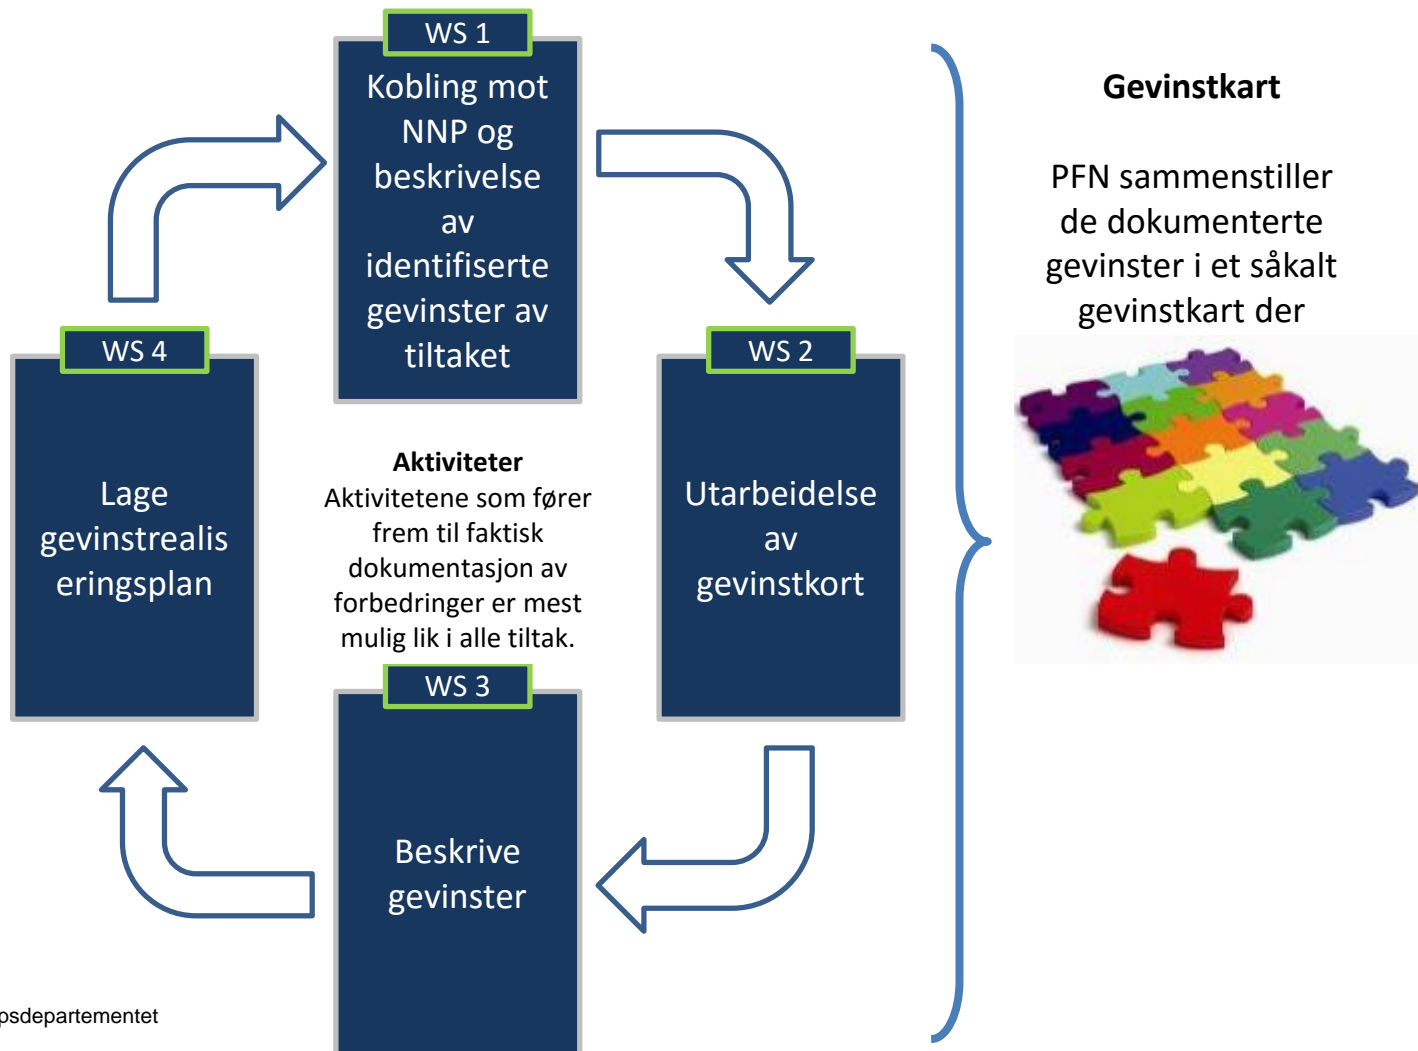 WS 1
Kobling mot
NNP og
beskrivelse
av
identifiserte
gevinster av
tiltaket
WS 2
Utarbeidelse
av
gevinstkort
WS 3
Beskrive
gevinster
WS 4
Lage
gevinstrealis
eringsplan
Aktiviteter
Aktivitetene som fører
frem til faktisk
dokumentasjon av
forbedringer er mest
mulig lik i alle tiltak.
Gevinstkart
PFN sammenstiller
de dokumenterte
gevinster i et såkalt
gevinstkart der
psdepartementet